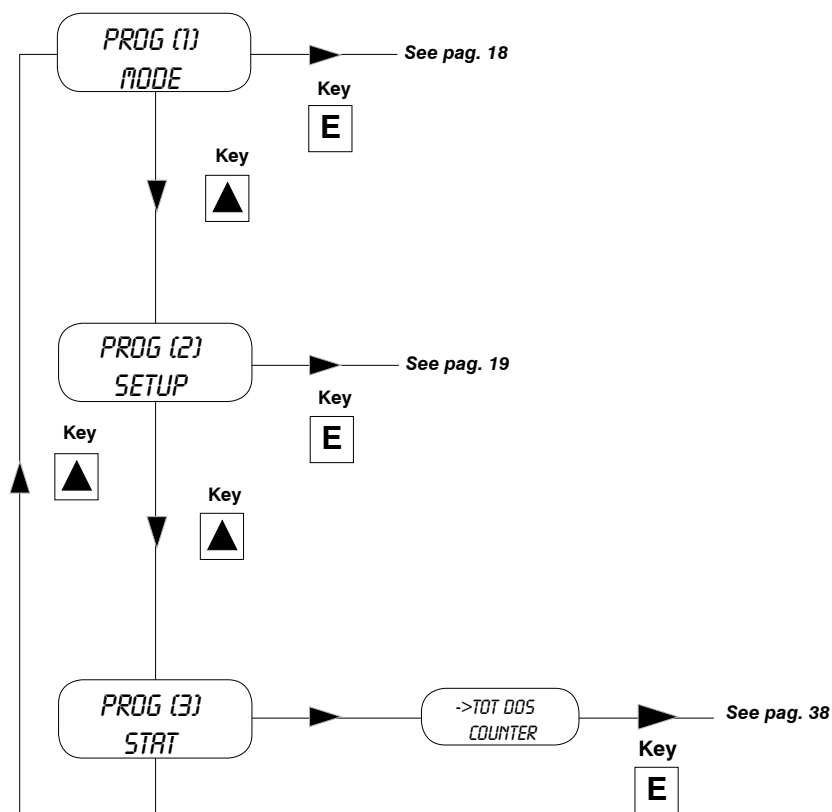 PROG (1)
MODE
See pag. 18
Key
E
Key
PROG (2)
SETUP
See pag. 19
Key
E
Key
Key
PROG (3)
STAT
->TOT DOS
COUNTER
See pag. 38
Key
E